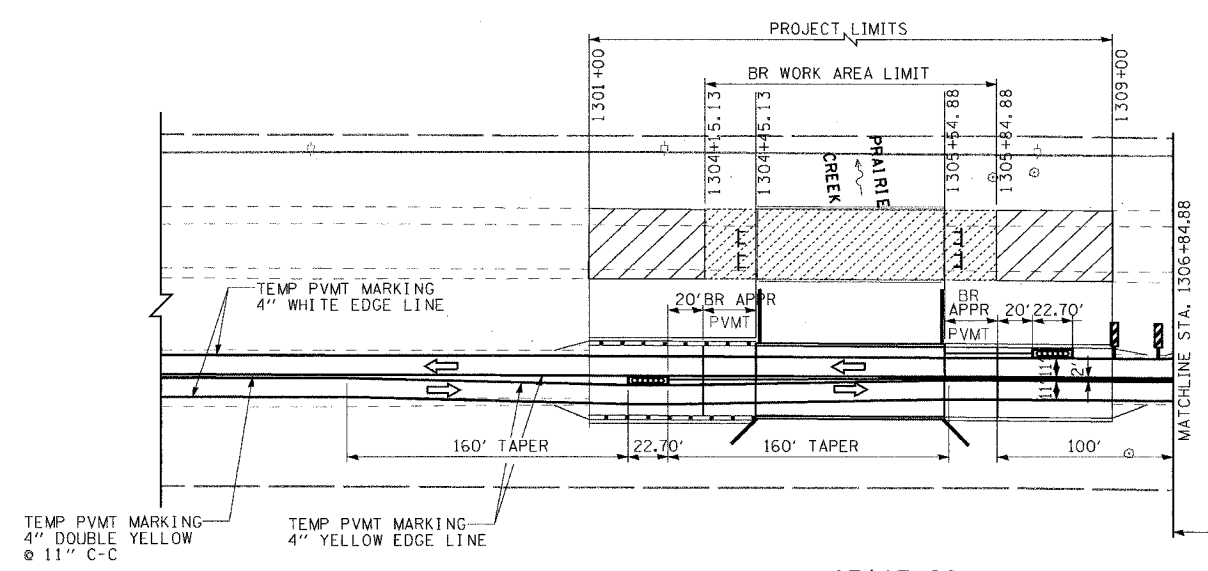 PROJECT LIMITS
BR WORK AREA LIMIT
1301+00
1304+15.13
1304+45.13
PRAIRIE
CREEK
1305+54.88
1305+84.88
1309+00
MATCHLINE STA. 1306+84.88
TEMP PVMT MARKING
4" WHITE EDGE LINE
20' BR APPR
PVMT
BR
APPR
PVMT
20' 22.70'
11' 11'
2'
160' TAPER
22.70'
160' TAPER
100'
TEMP PVMT MARKING
4" DOUBLE YELLOW
@ 11" C-C
TEMP PVMT MARKING
4" YELLOW EDGE LINE